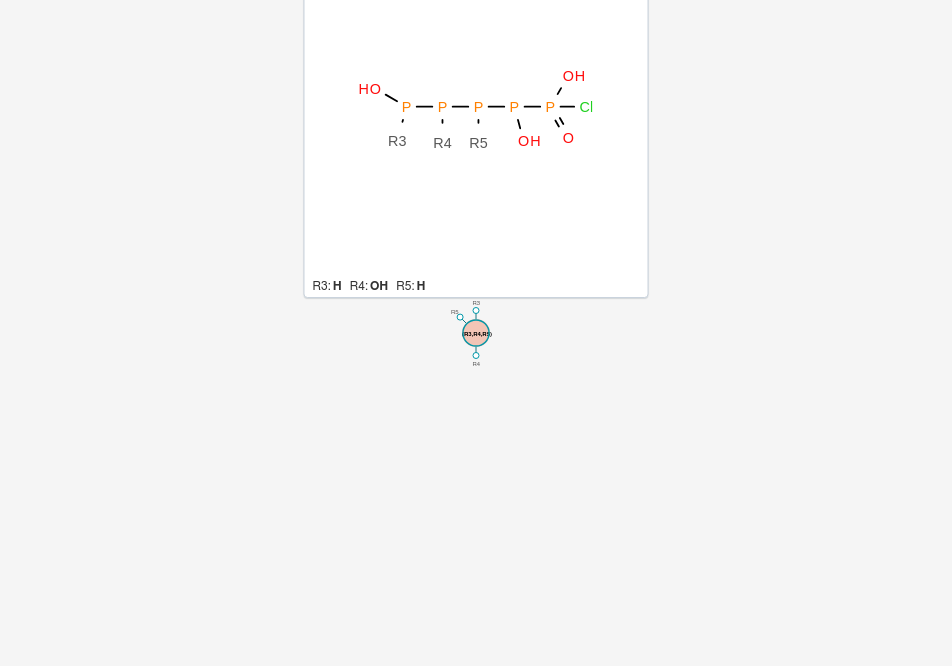 OH
HO
P P P P P Cl
R3 R4 R5 OH O
R3: H R4: OH R5: H
R3
R5
R3,R4,R5)
R4